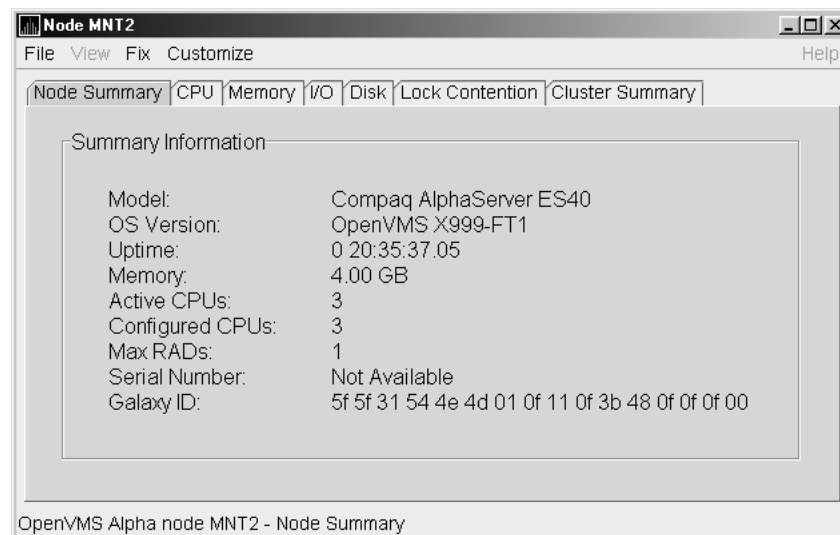 Node MNT2
File View Fix Customize Help
Node Summary CPU Memory I/O Disk Lock Contention Cluster Summary
Summary Information
Model: Compaq AlphaServer ES40
OS Version: OpenVMS X999-FT1
Uptime: 0 20:35:37.05
Memory: 4.00 GB
Active CPUs: 3
Configured CPUs: 3
Max RADs: 1
Serial Number: Not Available
Galaxy ID: 5f 5f 31 54 4e 4d 01 0f 11 0f 3b 48 0f 0f 0f 00
OpenVMS Alpha node MNT2 - Node Summary